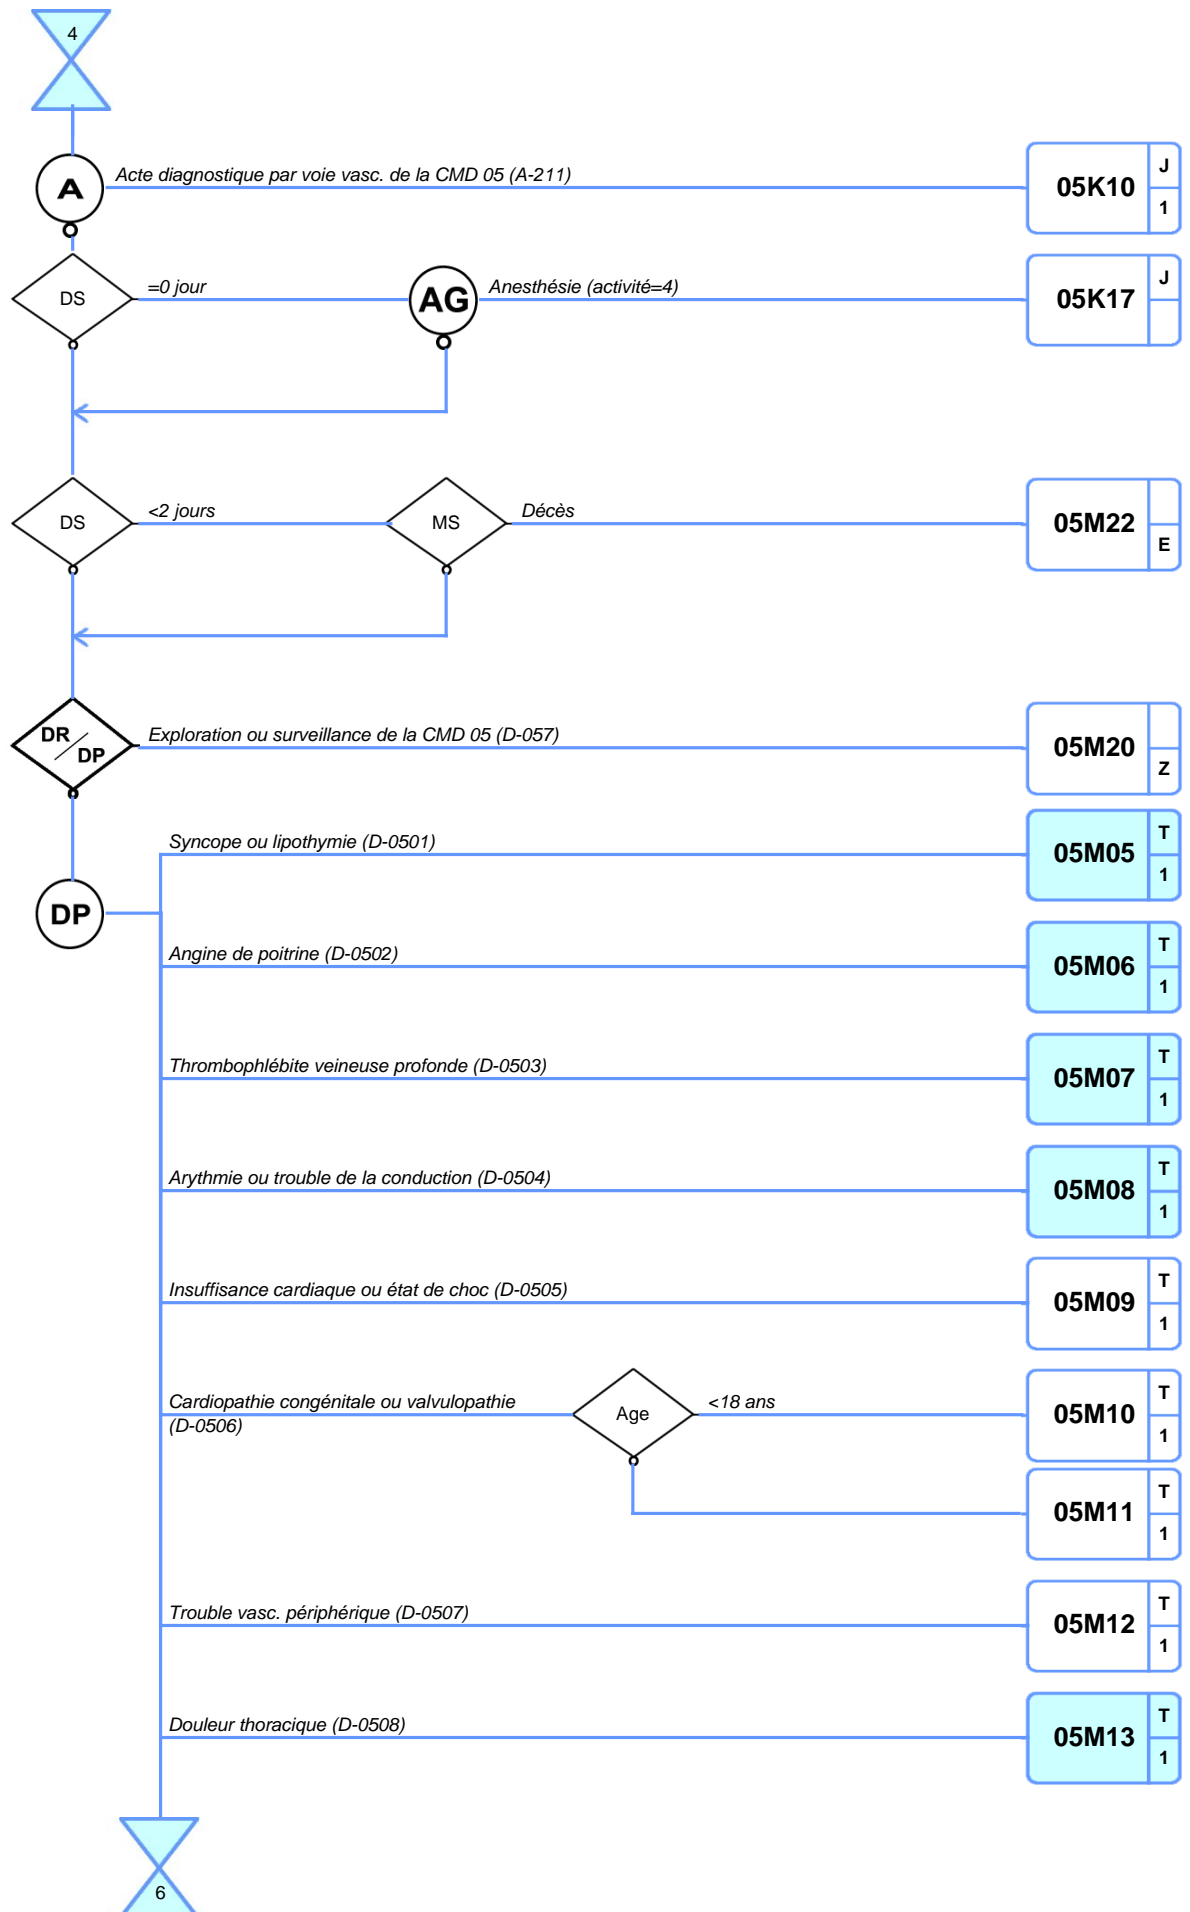 4
A
Acte diagnostique par voie vasc. de la CMD 05 (A-211)
05K10
J
1
DS
=0 jour
AG
Anesthésie (activité=4)
05K17
J
DS
<2 jours
MS
Décès
05M22
E
DR
DP
Exploration ou surveillance de la CMD 05 (D-057)
05M20
Z
DP
Syncope ou lipothymie (D-0501)
05M05
T
1
Angine de poitrine (D-0502)
05M06
T
1
Thrombophlébite veineuse profonde (D-0503)
05M07
T
1
Arythmie ou trouble de la conduction (D-0504)
05M08
T
1
Insuffisance cardiaque ou état de choc (D-0505)
05M09
T
1
Cardiopathie congénitale ou valvulopathie
(D-0506)
Age
<18 ans
05M10
T
1
05M11
T
1
Trouble vasc. périphérique (D-0507)
05M12
T
1
Douleur thoracique (D-0508)
05M13
T
1
6